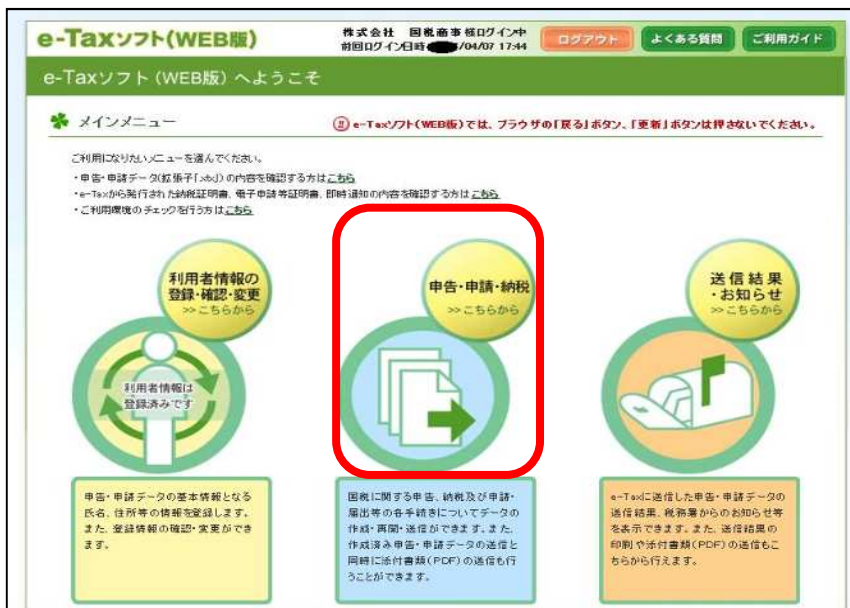 e-Taxソフト(WEB版)
株式会社 国税商事様ログイン中
前回ログイン日時 /04/07 17:44
ログアウト
よくある質問
ご利用ガイド
e-Taxソフト(WEB版)へようこそ
メインメニュー
e-Taxソフト(WEB版)では、ブラウザの「戻る」ボタン、「更新」ボタンは押さないでください。
ご利用になりたいメニューを選んでください。
・申告・申請データ(拡張子「.xtx」)の内容を確認する方はこちら
・e-Taxから発行された納税証明書、電子申請等証明書、即時通知の内容を確認する方はこちら
・ご利用環境のチェックを行う方はこちら
利用者情報の
登録・確認・変更
>>こちらから
利用者情報は
登録済みです
申告・申請データの基本情報となる
氏名、住所等の情報を登録します。
また、登録情報の確認・変更ができ
ます。
申告・申請・納税
>>こちらから
国税に関する申告、納税及び申請・
届出等の各手続きについてデータの
作成・再開・送信ができます。また、
作成済み申告・申請データの送信と
同時に添付書類(PDF)の送信も行
うことができます。
送信結果
・お知らせ
>>こちらから
e-Taxに送信した申告・申請データの
送信結果、税務署からのお知らせ等
を表示できます。また、送信結果の
印刷や添付書類(PDF)の送信もこ
ちらから行えます。